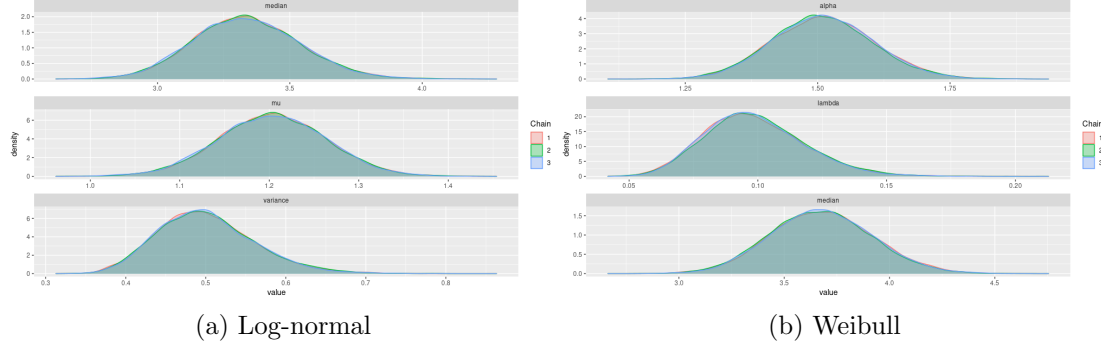 median
2.0
1.5
1.0
0.5
0.0
3.0 3.5 4.0
mu
6
4
2
0
1.0 1.1 1.2 1.3 1.4
variance
6
4
2
0
0.3 0.4 0.5 0.6 0.7 0.8
density
value
Chain
1
2
3
(a) Log-normal
alpha
4
3
2
1
0
1.25 1.50 1.75
lambda
20
15
10
5
0
0.05 0.10 0.15 0.20
median
1.5
1.0
0.5
0.0
3.0 3.5 4.0 4.5
density
value
Chain
1
2
3
(b) Weibull